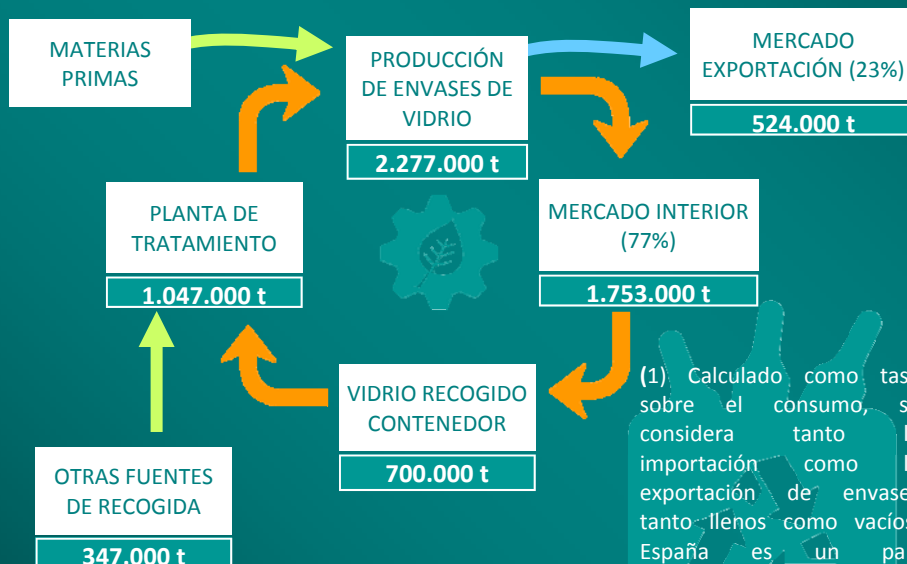 MATERIAS
PRIMAS
PRODUCCIÓN
DE ENVASES DE
VIDRIO
2.277.000 t
MERCADO
EXPORTACIÓN (23%)
524.000 t
PLANTA DE
TRATAMIENTO
1.047.000 t
MERCADO INTERIOR
(77%)
1.753.000 t
VIDRIO RECOGIDO
CONTENEDOR
700.000 t
OTRAS FUENTES
DE RECOGIDA
347.000 t
(1) Calculado como
sobre el consumo,
considera tanto
importación como
exportación de
tanto llenos como
España es un